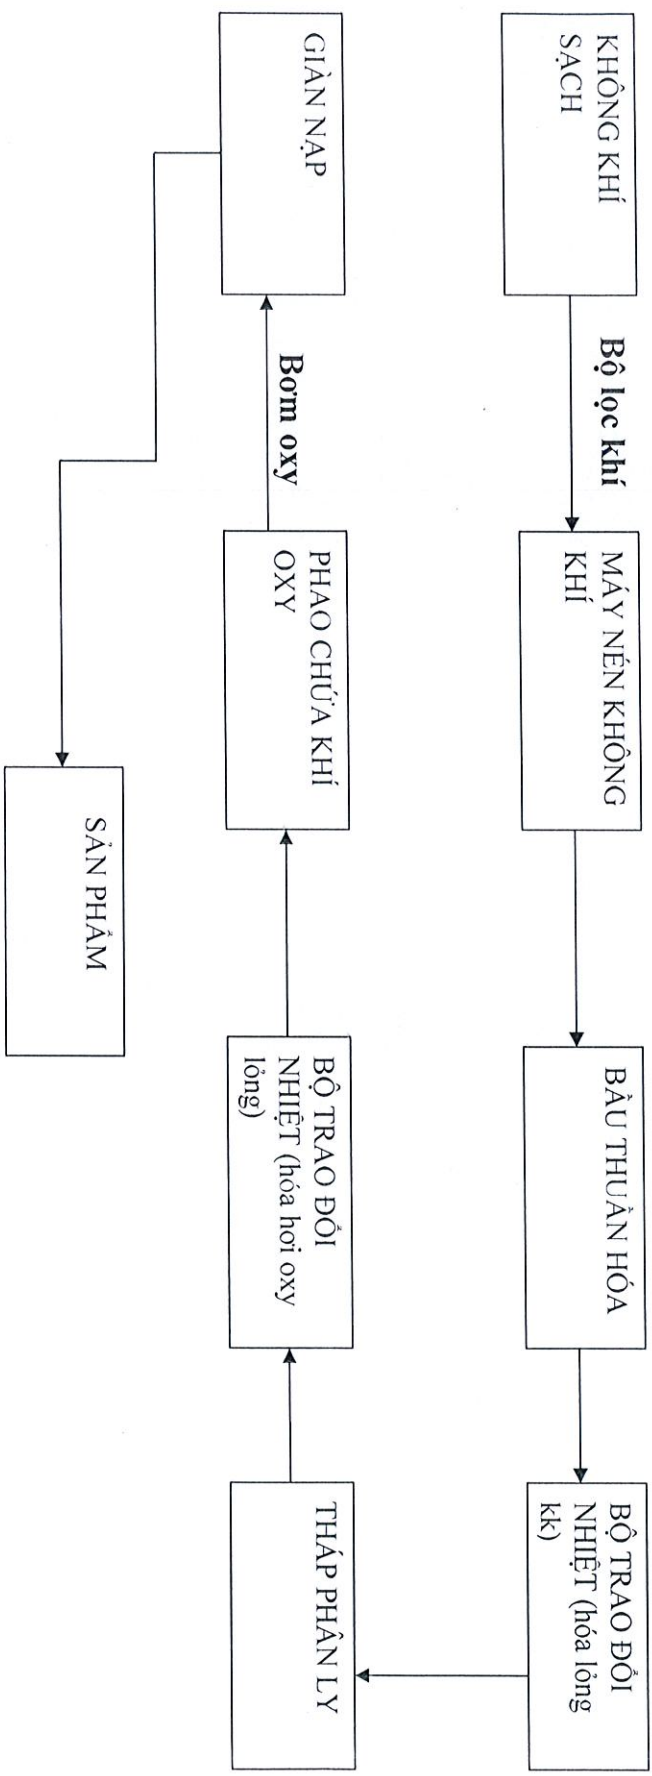 KHÔNG KHÍ
SẠCH
Bộ lọc khí
MÁY NÉN KHÔNG
KHÍ
BẦU THUẦN HÓA
BỘ TRAO ĐỔI
NHIỆT (hóa lỏng
kk)
THÁP PHÂN LY
BỘ TRAO ĐỔI
NHIỆT (hóa hơi oxy
lỏng)
PHAO CHỨA KHÍ
OXY
Bơm oxy
GIÀN NẠP
SẢN PHẨM